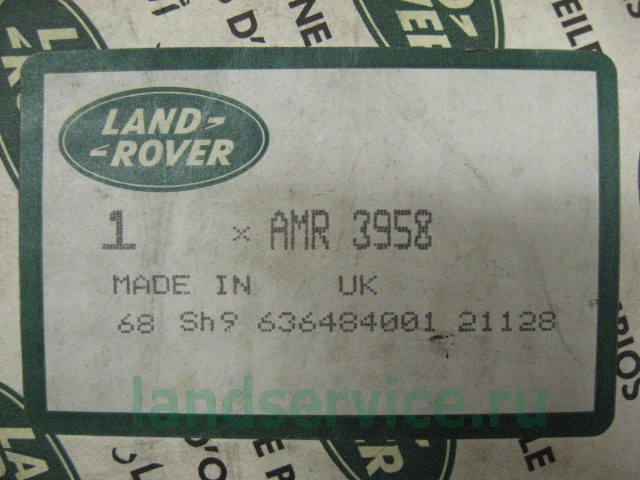 LAND
ROVER
1 × AMR 3958
MADE IN UK
68 Sh9 636484001 21128
landservice.ru